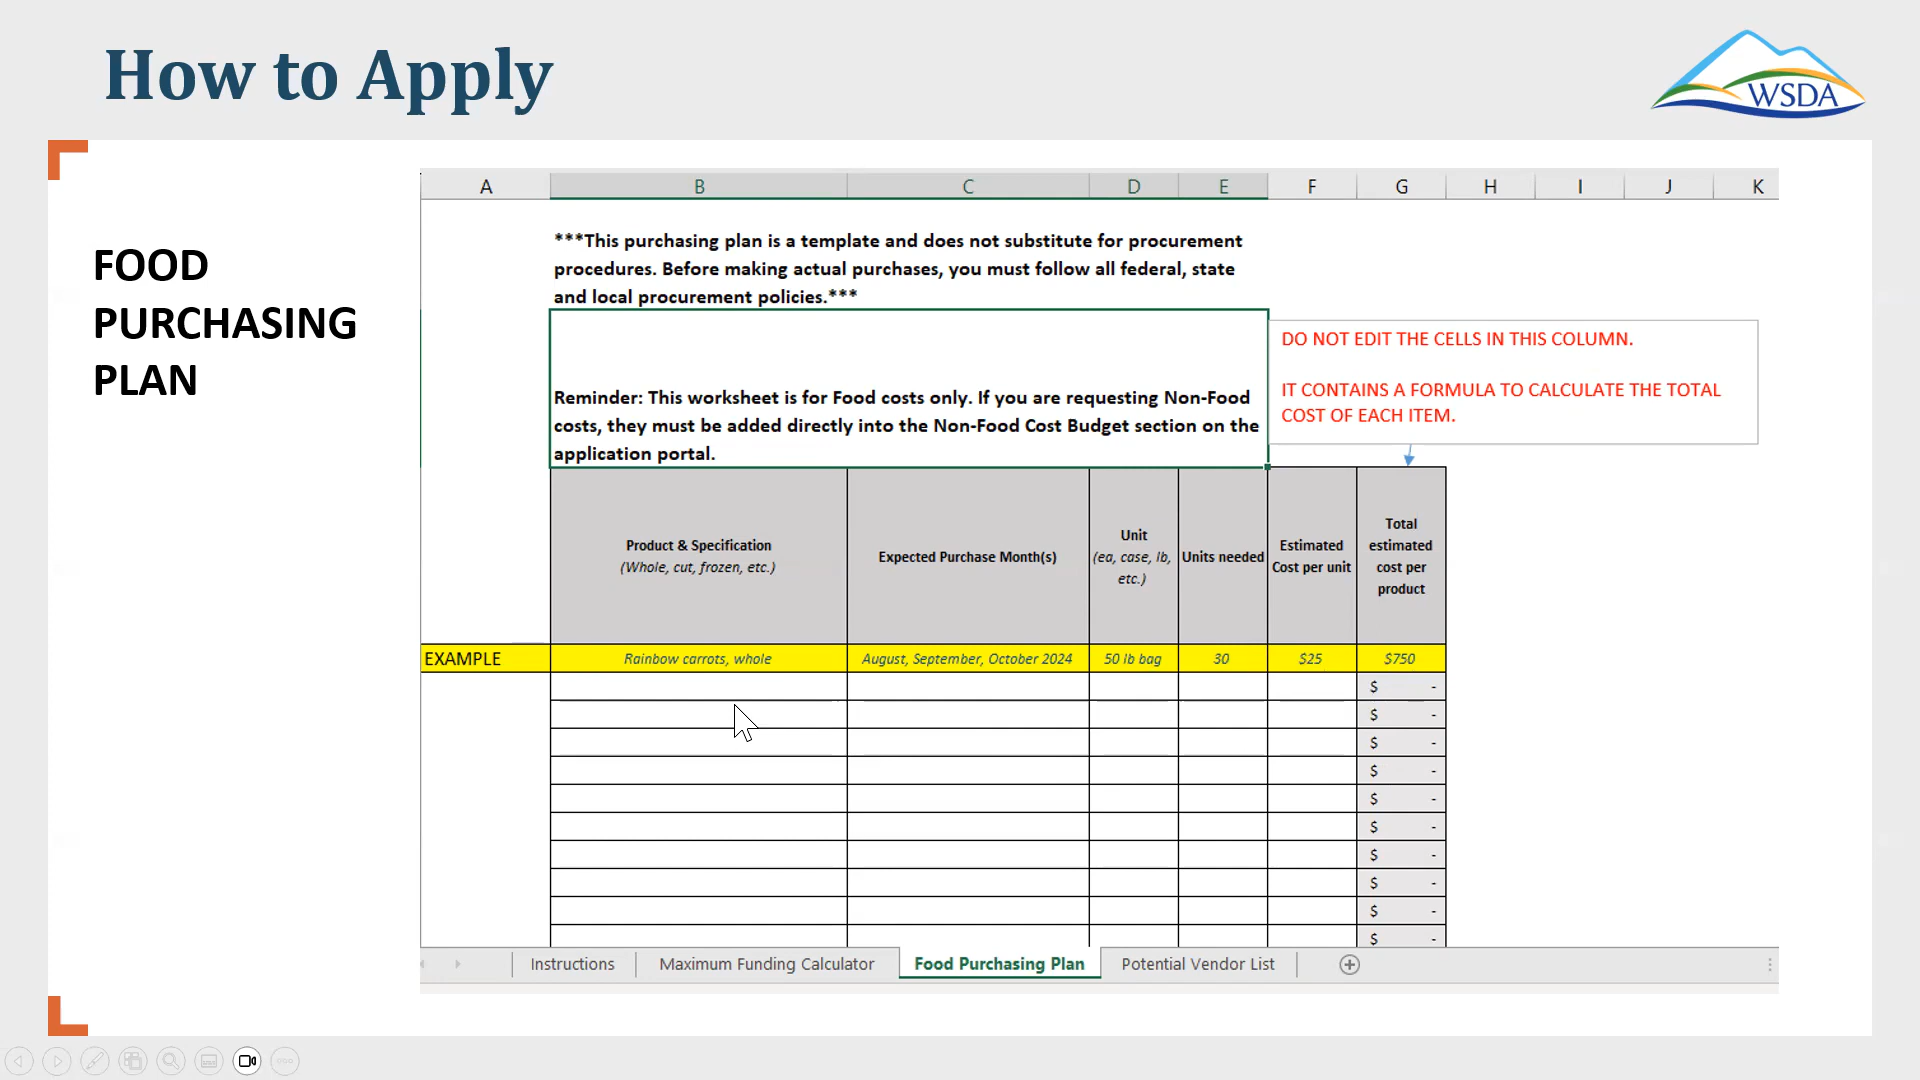 How to Apply
WSDA
FOOD
PURCHASING
PLAN
A B C D E F G H I J K
***This purchasing plan is a template and does not substitute for procurement
procedures. Before making actual purchases, you must follow all federal, state
and local procurement policies.***
Reminder: This worksheet is for Food costs only. If you are requesting Non-Food
costs, they must be added directly into the Non-Food Cost Budget section on the
application portal.
DO NOT EDIT THE CELLS IN THIS COLUMN.
IT CONTAINS A FORMULA TO CALCULATE THE TOTAL
COST OF EACH ITEM.
Product & Specification
(Whole, cut, frozen, etc.)
Expected Purchase Month(s)
Unit
(ea, case, lb,
etc.)
Units needed
Estimated
Cost per unit
Total
estimated
cost per
product
EXAMPLE Rainbow carrots, whole August, September, October 2024 50 lb bag 30 $25 $750
$ -
$ -
$ -
$ -
$ -
$ -
$ -
$ -
$ -
$ -
Instructions Maximum Funding Calculator Food Purchasing Plan Potential Vendor List